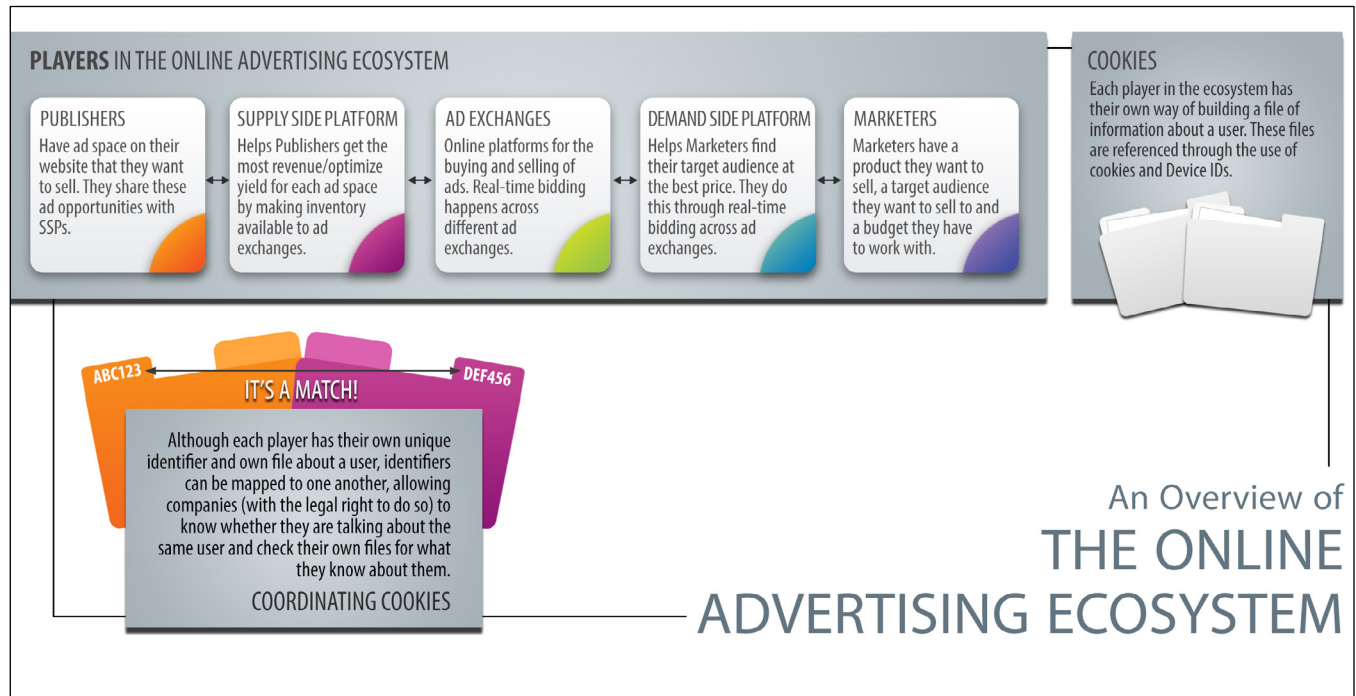 PLAYERS IN THE ONLINE ADVERTISING ECOSYSTEM
PUBLISHERS
Have ad space on their
website that they want
to sell. They share these
ad opportunities with
SSPs.
SUPPLY SIDE PLATFORM
Helps Publishers get the
most revenue/optimize
yield for each ad space
by making inventory
available to ad
exchanges.
AD EXCHANGES
Online platforms for the
buying and selling of
ads. Real-time bidding
happens across
different ad
exchanges.
DEMAND SIDE PLATFORM
Helps Marketers find
their target audience at
the best price. They do
this through real-time
bidding across ad
exchanges.
MARKETERS
Marketers have a
product they want to
sell, a target audience
they want to sell to and
a budget they have
to work with.
COOKIES
Each player in the ecosystem has
their own way of building a file of
information about a user. These files
are referenced through the use of
cookies and Device IDs.
ABC123
DEF456
IT'S A MATCH!
Although each player has their own unique
identifier and own file about a user, identifiers
can be mapped to one another, allowing
companies (with the legal right to do so) to
know whether they are talking about the
same user and check their own files for what
they know about them.
COORDINATING COOKIES
An Overview of
THE ONLINE
ADVERTISING ECOSYSTEM